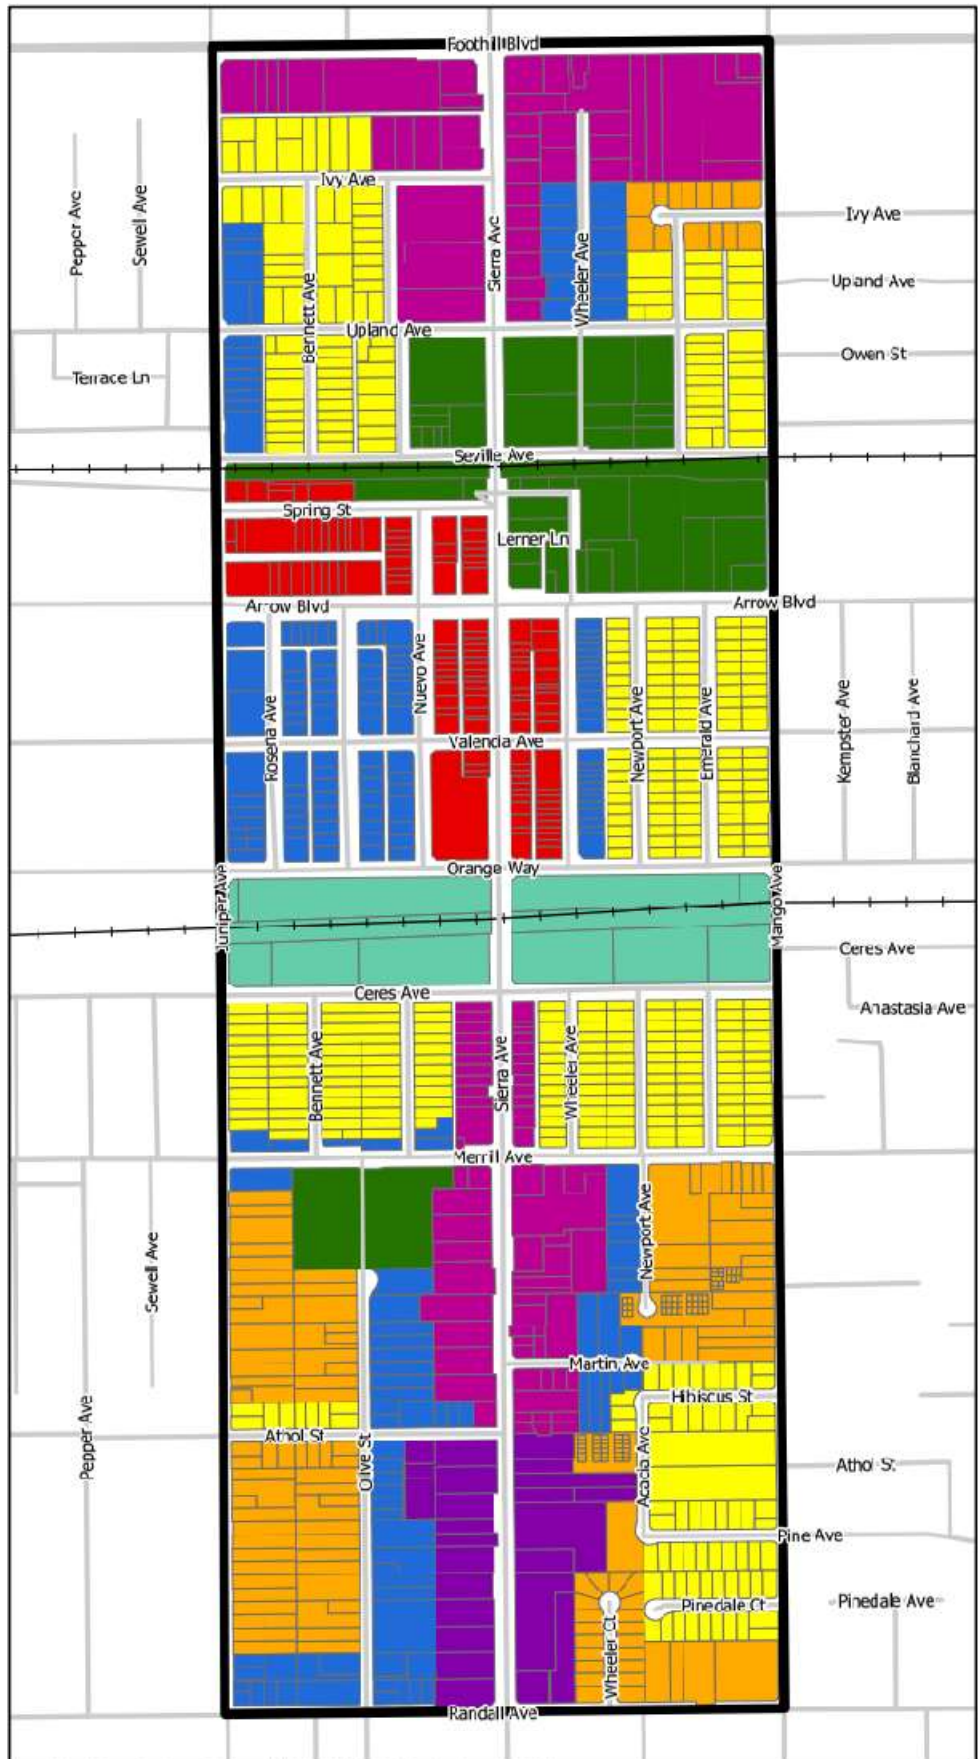 Foothill Blvd
Ivy Ave
Pepper Ave
Sewell Ave
Sierra Ave
Wheeler Ave
Ivy Ave
Bennett Ave
Upland Ave
Upland Ave
Terrace Ln
Owen St
Seville Ave
Spring St
Lerner Ln
Arrow Blvd
Arrow Blvd
Nuevo Ave
Rosena Ave
Newport Ave
Emerald Ave
Kempster Ave
Blanchard Ave
Valencia Ave
Orange Way
Juniper Ave
Mango Ave
Ceres Ave
Ceres Ave
Anastasia Ave
Bennett Ave
Sierra Ave
Wheeler Ave
Merrill Ave
Newport Ave
Sewell Ave
Martin Ave
Hibiscus St
Pepper Ave
Athol St
Olive St
Acacia Ave
Athol St
Pine Ave
Pinedale Ct
Pinedale Ave
Wheeler Ct
Randall Ave